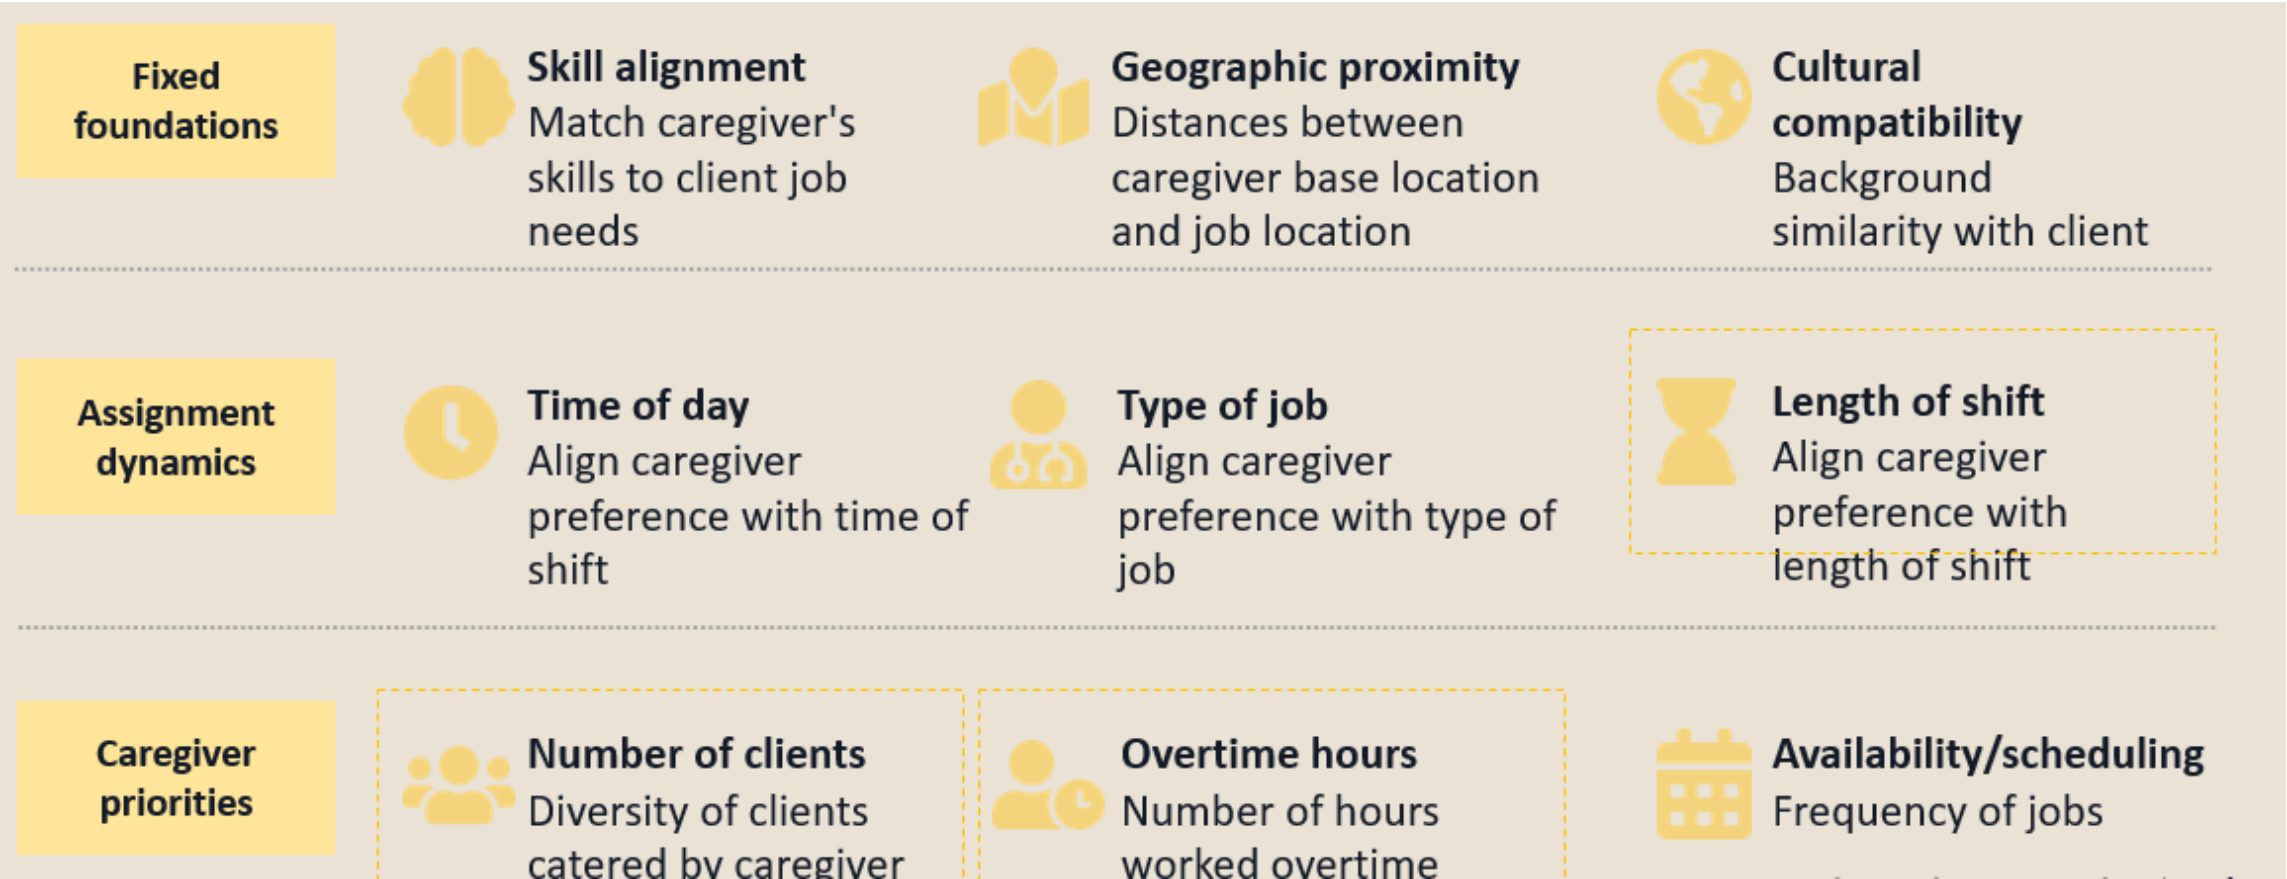 Fixed
foundations
Skill alignment
Match caregiver's
skills to client job
needs
Geographic proximity
Distances between
caregiver base location
and job location
Cultural
compatibility
Background
similarity with client
Assignment
dynamics
Time of day
Align caregiver
preference with time of
shift
Type of job
Align caregiver
preference with type of
job
Length of shift
Align caregiver
preference with
length of shift
Caregiver
priorities
Number of clients
Diversity of clients
catered by caregiver
Overtime hours
Number of hours
worked overtime
Availability/scheduling
Frequency of jobs